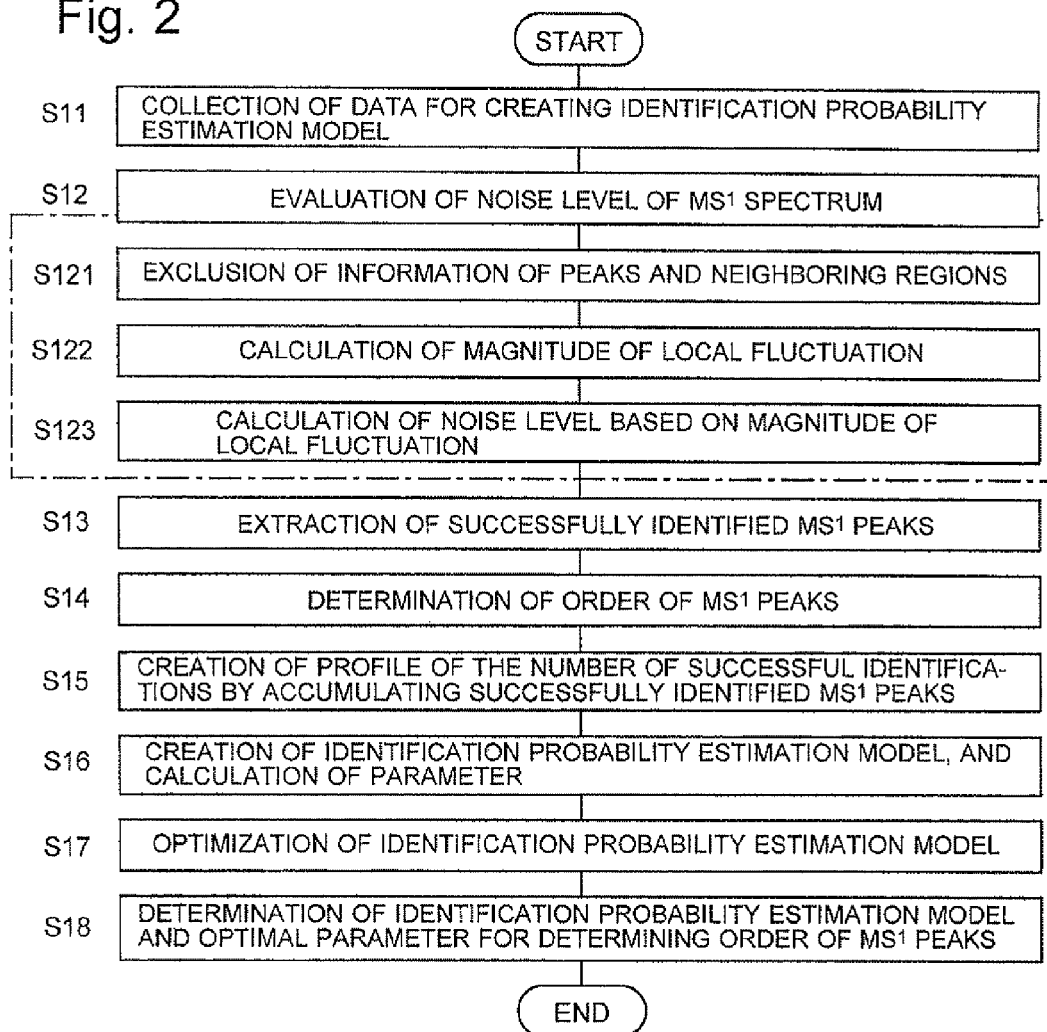 Fig. 2
START
S11 COLLECTION OF DATA FOR CREATING IDENTIFICATION PROBABILITY
ESTIMATION MODEL
S12 EVALUATION OF NOISE LEVEL OF MS¹ SPECTRUM
S121 EXCLUSION OF INFORMATION OF PEAKS AND NEIGHBORING REGIONS
S122 CALCULATION OF MAGNITUDE OF LOCAL FLUCTUATION
S123 CALCULATION OF NOISE LEVEL BASED ON MAGNITUDE OF
LOCAL FLUCTUATION
S13 EXTRACTION OF SUCCESSFULLY IDENTIFIED MS¹ PEAKS
S14 DETERMINATION OF ORDER OF MS¹ PEAKS
S15 CREATION OF PROFILE OF THE NUMBER OF SUCCESSFUL IDENTIFICA-
TIONS BY ACCUMULATING SUCCESSFULLY IDENTIFIED MS¹ PEAKS
S16 CREATION OF IDENTIFICATION PROBABILITY ESTIMATION MODEL, AND
CALCULATION OF PARAMETER
S17 OPTIMIZATION OF IDENTIFICATION PROBABILITY ESTIMATION MODEL
S18 DETERMINATION OF IDENTIFICATION PROBABILITY ESTIMATION MODEL
AND OPTIMAL PARAMETER FOR DETERMINING ORDER OF MS¹ PEAKS
END